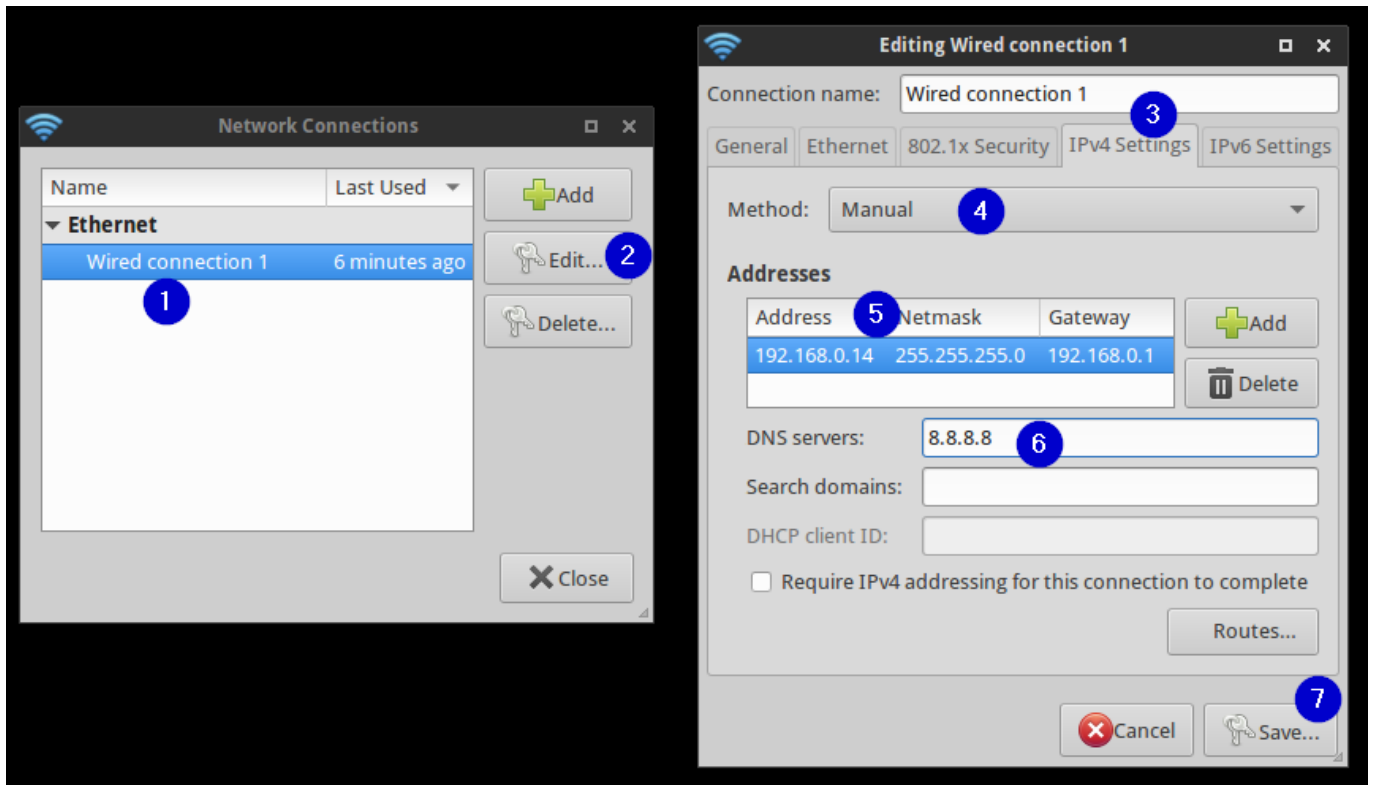 Network Connections
Name Last Used
Ethernet
Wired connection 1 6 minutes ago
1
Add
Edit... 2
Delete...
Close
Editing Wired connection 1
Connection name: Wired connection 1
3
General Ethernet 802.1x Security IPv4 Settings IPv6 Settings
Method: Manual 4
Addresses
Address 5 Netmask Gateway
192.168.0.14 255.255.255.0 192.168.0.1
Add
Delete
DNS servers: 8.8.8.8 6
Search domains:
DHCP client ID:
Require IPv4 addressing for this connection to complete
Routes...
7
Cancel Save...